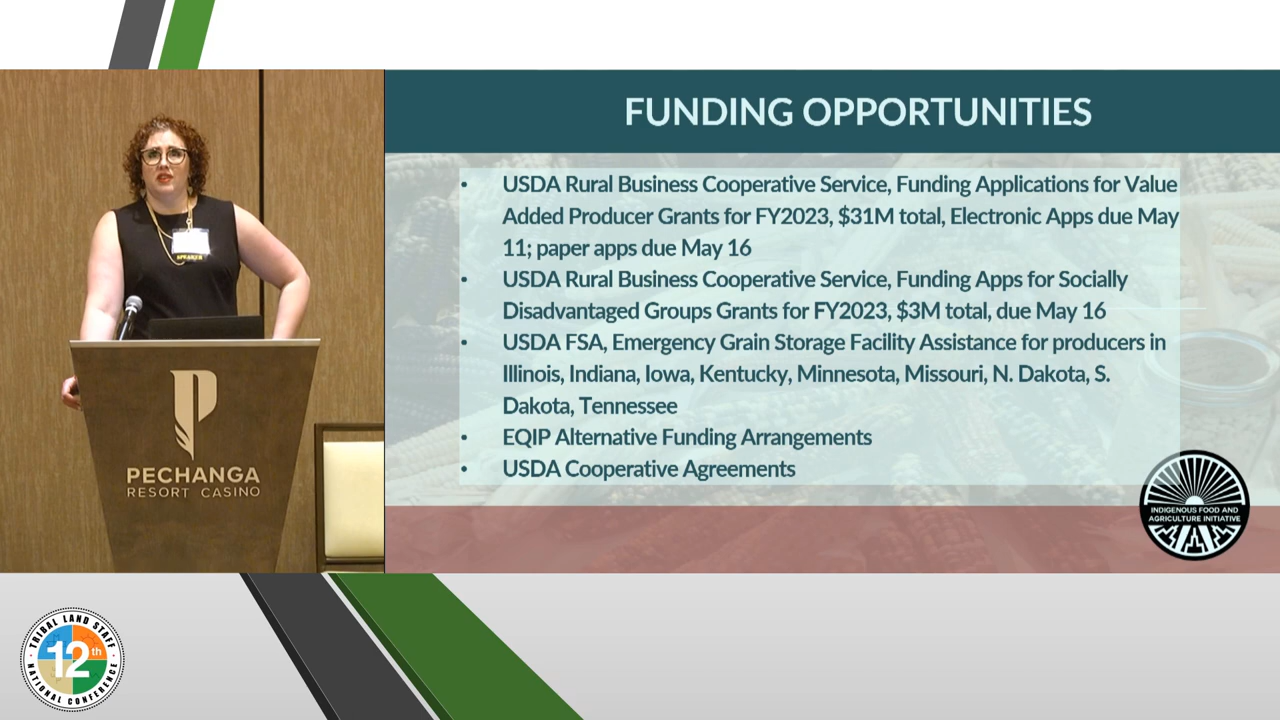 FUNDING OPPORTUNITIES
• USDA Rural Business Cooperative Service, Funding Applications for Value
Added Producer Grants for FY2023, $31M total, Electronic Apps due May
11; paper apps due May 16
• USDA Rural Business Cooperative Service, Funding Apps for Socially
Disadvantaged Groups Grants for FY2023, $3M total, due May 16
• USDA FSA, Emergency Grain Storage Facility Assistance for producers in
Illinois, Indiana, Iowa, Kentucky, Minnesota, Missouri, N. Dakota, S.
Dakota, Tennessee
• EQIP Alternative Funding Arrangements
• USDA Cooperative Agreements
INDIGENOUS FOOD AND
AGRICULTURE INITIATIVE
SPEAKER
PECHANGA
RESORT CASINO
TRIBAL LAND STAFF
12th
NATIONAL CONFERENCE